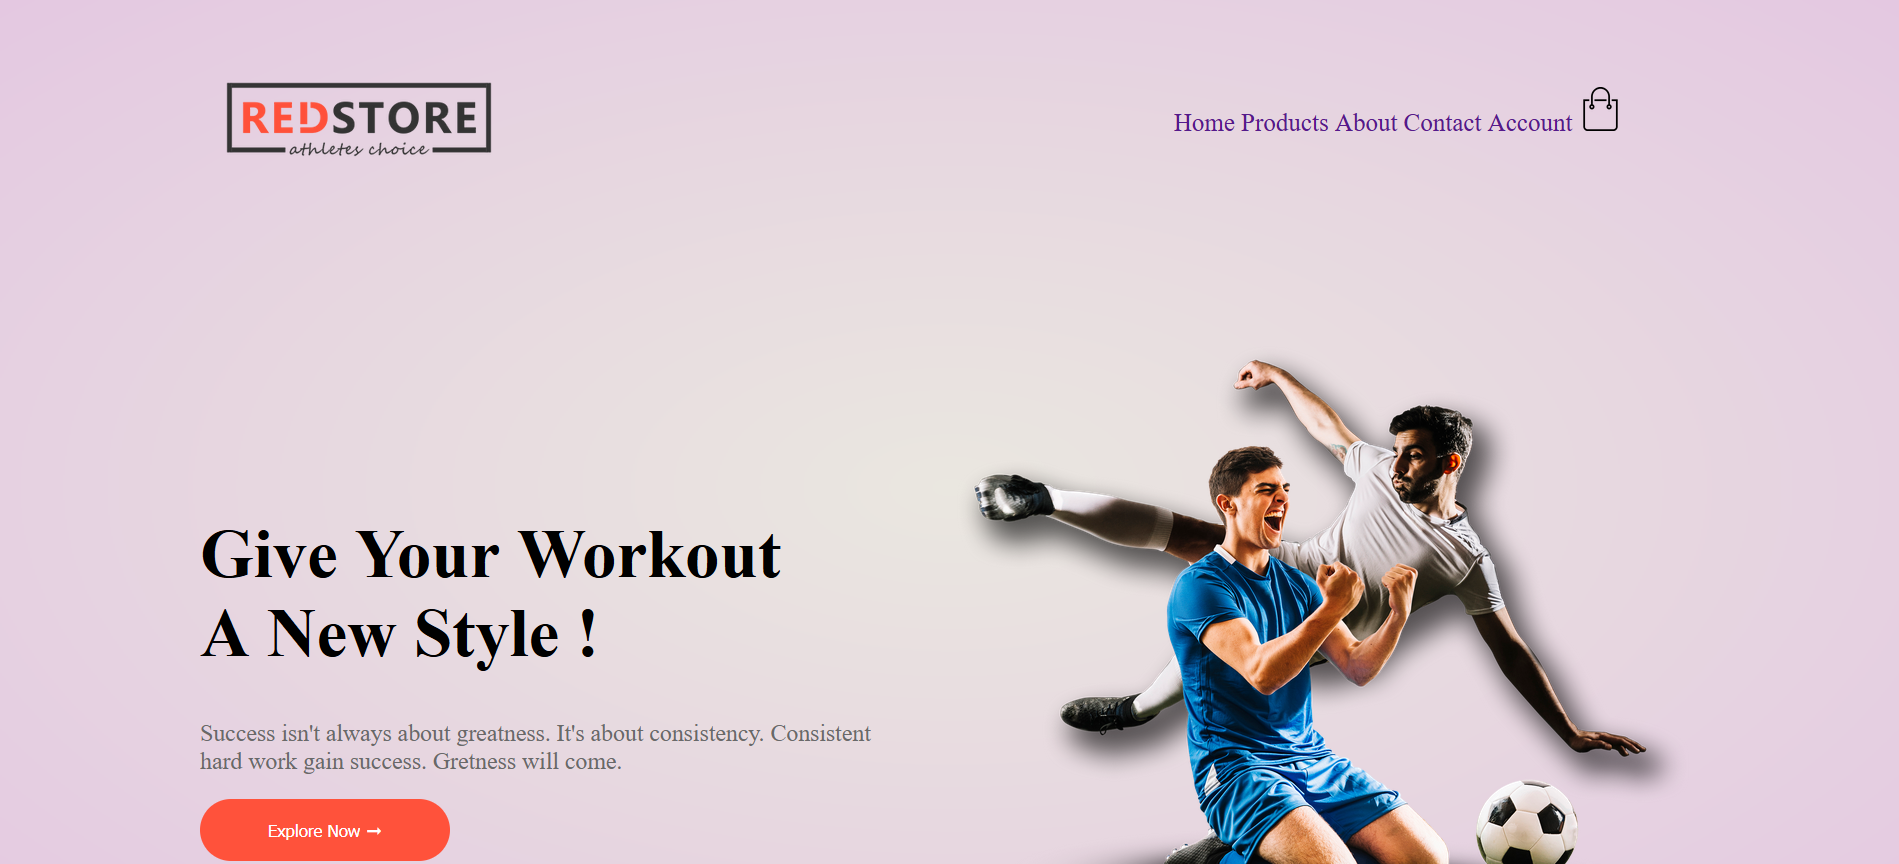 REDSTORE
athletes choice
Home Products About Contact Account
Give Your Workout
A New Style !
Success isn't always about greatness. It's about consistency. Consistent
hard work gain success. Gretness will come.
Explore Now →